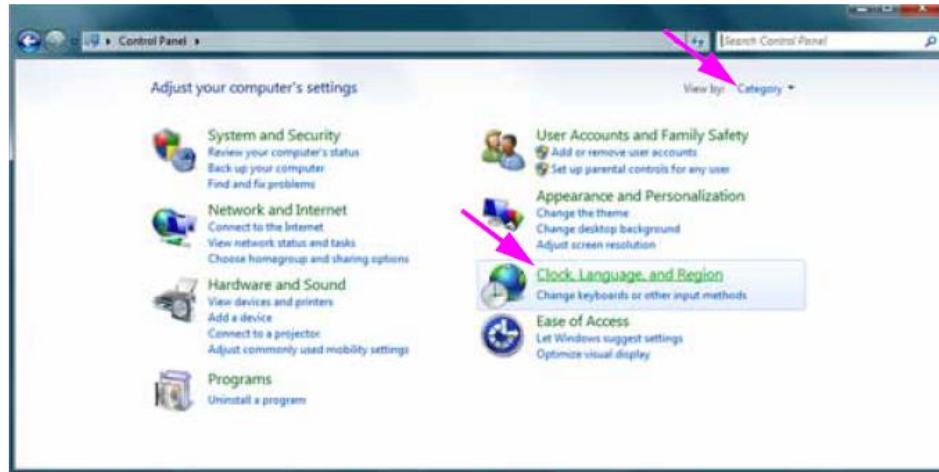 Control Panel
Search Control Panel
Adjust your computer's settings
View by: Category
System and Security
Review your computer's status
Back up your computer
Find and fix problems
Network and Internet
Connect to the Internet
View network status and tasks
Choose homegroup and sharing options
Hardware and Sound
View devices and printers
Add a device
Connect to a projector
Adjust commonly used mobility settings
Programs
Uninstall a program
User Accounts and Family Safety
Add or remove user accounts
Set up parental controls for any user
Appearance and Personalization
Change the theme
Change desktop background
Adjust screen resolution
Clock, Language, and Region
Change keyboards or other input methods
Ease of Access
Let Windows suggest settings
Optimize visual display